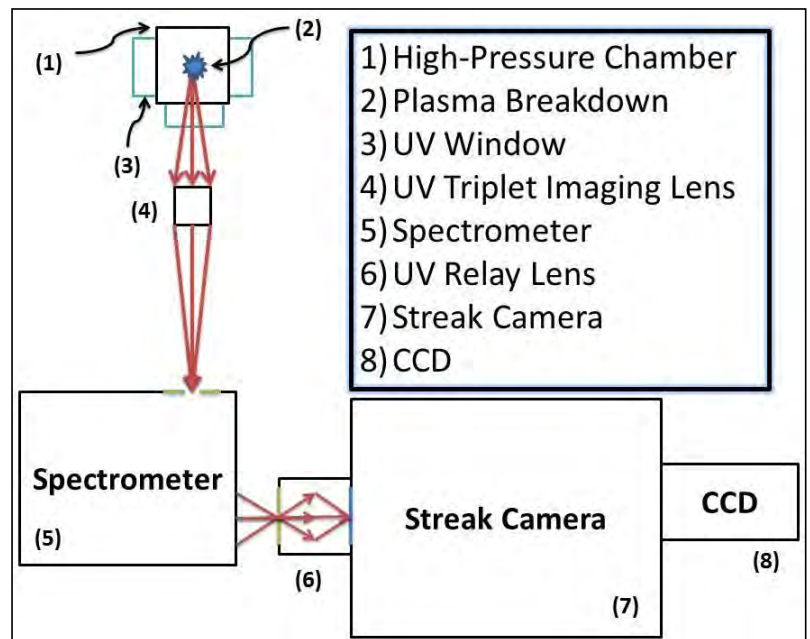 (1)
(2)
(3)
(4)
1) High-Pressure Chamber
2) Plasma Breakdown
3) UV Window
4) UV Triplet Imaging Lens
5) Spectrometer
6) UV Relay Lens
7) Streak Camera
8) CCD
Spectrometer
(5)
(6)
Streak Camera
(7)
CCD
(8)